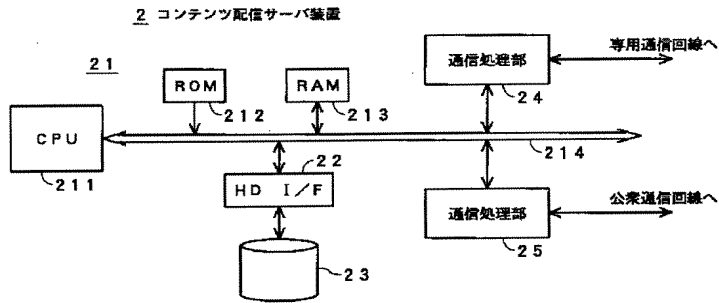 2 コンテンツ配信サーバ装置
21
ROM
212
RAM
213
通信処理部
24
専用通信回線へ
CPU
211
214
22
HD I/F
23
通信処理部
25
公衆通信回線へ